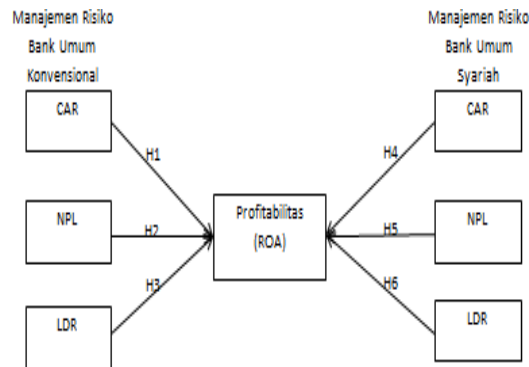 Manajemen Risiko
Bank Umum
Konvensional
CAR
H1
NPL
H2
LDR
H3
Profitabilitas
(ROA)
Manajemen Risiko
Bank Umum
Syariah
CAR
H4
NPL
H5
LDR
H6